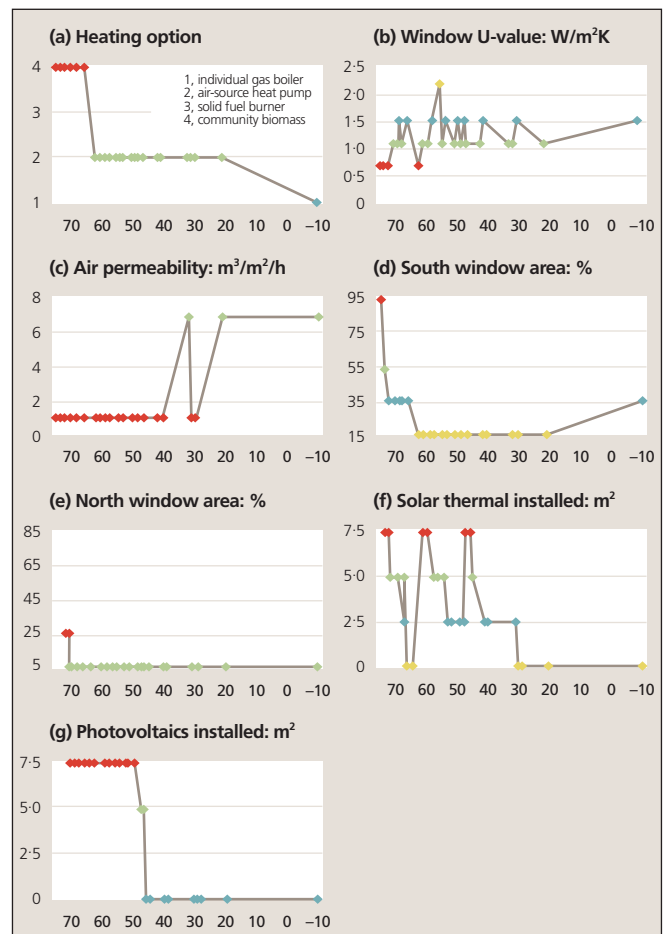 (a) Heating option
4
3
2
1
1, individual gas boiler
2, air-source heat pump
3, solid fuel burner
4, community biomass
70 60 50 40 30 20 10 0 –10
(b) Window U-value: W/m²K
2·5
2·0
1·5
1·0
0·5
0
70 60 50 40 30 20 10 0 –10
(c) Air permeability: m³/m²/h
8
6
4
2
0
70 60 50 40 30 20 10 0 –10
(d) South window area: %
95
75
55
35
15
70 60 50 40 30 20 10 0 –10
(e) North window area: %
85
65
45
25
5
70 60 50 40 30 20 10 0 –10
(f) Solar thermal installed: m²
7·5
5·0
2·5
0
70 60 50 40 30 20 10 0 –10
(g) Photovoltaics installed: m²
7·5
5·0
2·5
0
70 60 50 40 30 20 10 0 –10